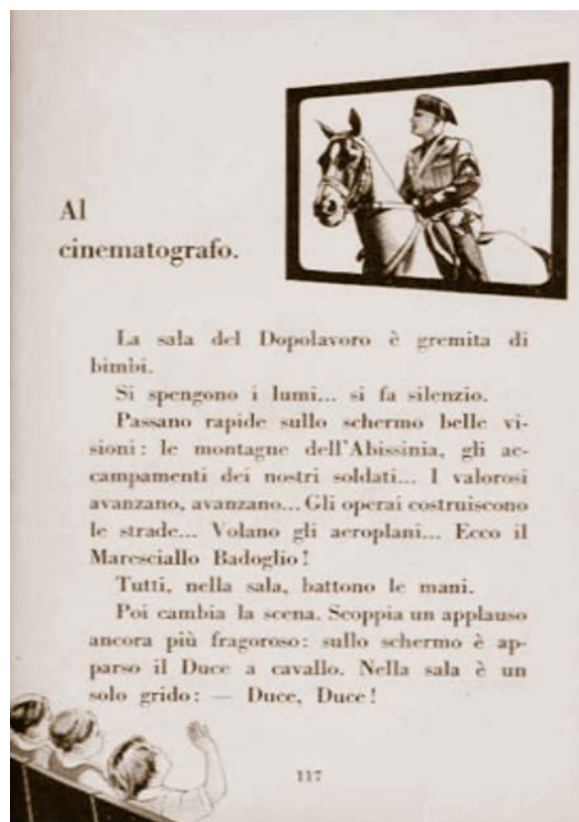 Al
cinematografo.
La sala del Dopolavoro è gremita di
bimbi.
Si spengono i lumi... si fa silenzio.
Passano rapide sullo schermo belle vi-
sioni: le montagne dell'Abissinia, gli ac-
campamenti dei nostri soldati... I valorosi
avanzano, avanzano... Gli operai costruiscono
le strade... Volano gli aeroplani... Ecco il
Maresciallo Badoglio!
Tutti, nella sala, battono le mani.
Poi cambia la scena. Scoppia un applauso
ancora più fragoroso: sullo schermo è ap-
parso il Duce a cavallo. Nella sala è un
solo grido: — Duce, Duce!
117